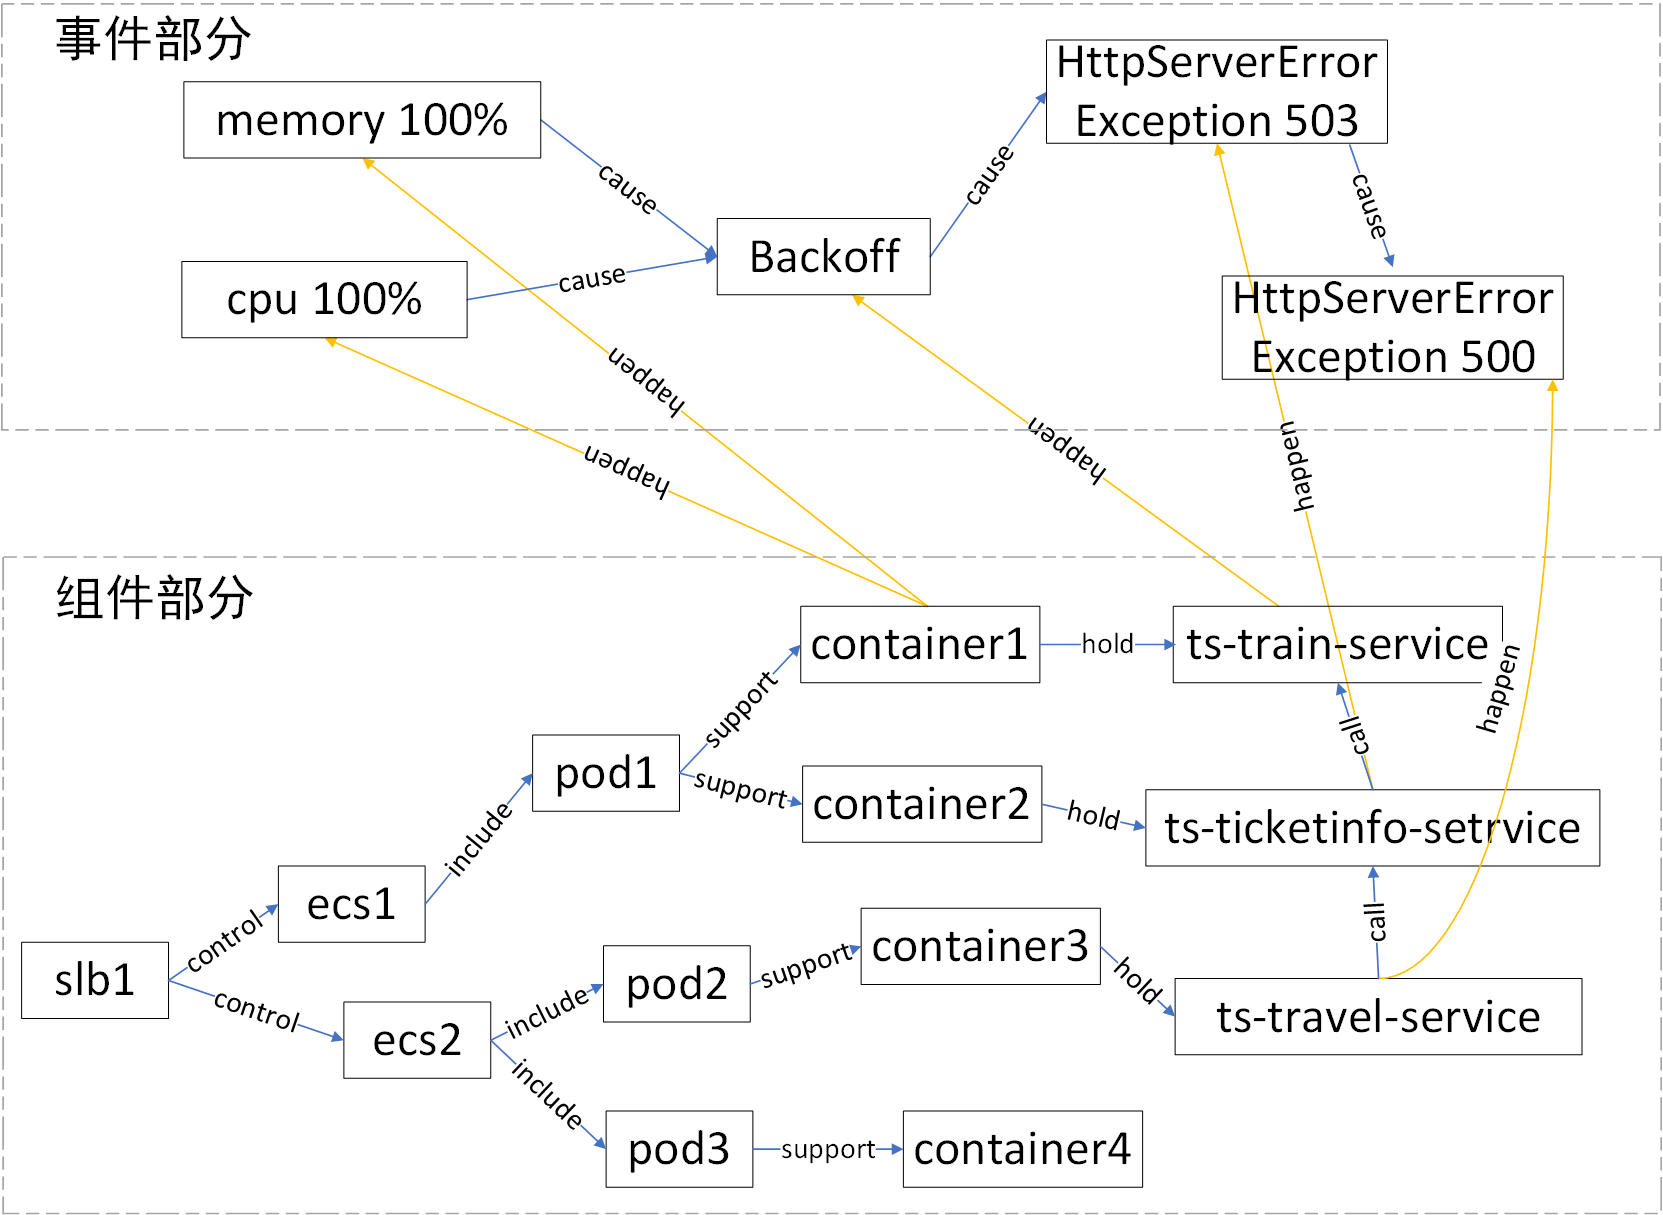 事件部分
memory 100%
cpu 100%
Backoff
HttpServerError
Exception 503
HttpServerError
Exception 500
cause
cause
cause
cause
happen
happen
happen
happen
happen
组件部分
slb1
control
control
ecs1
ecs2
include
include
include
pod1
pod2
pod3
support
support
support
support
container1
container2
container3
container4
hold
hold
hold
ts-train-service
call
ts-ticketinfo-setrvice
call
ts-travel-service